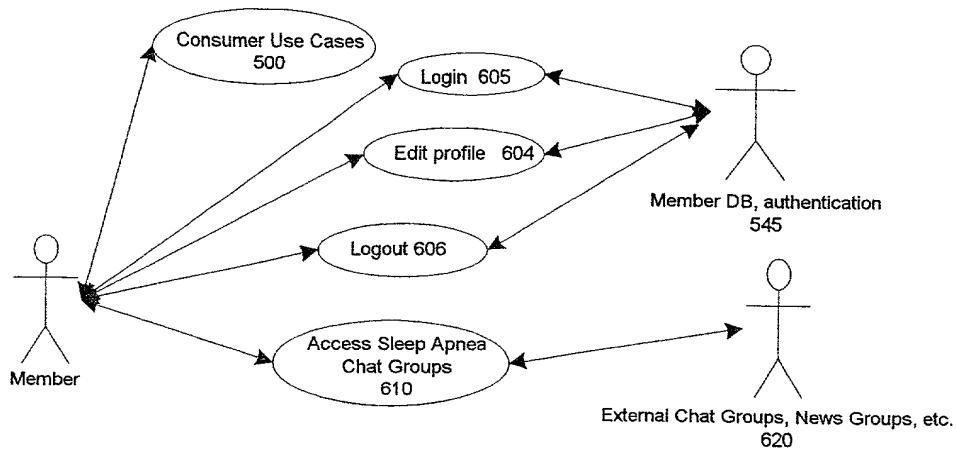 Consumer Use Cases
500
Login 605
Edit profile 604
Member DB, authentication
545
Logout 606
Access Sleep Apnea
Chat Groups
610
Member
External Chat Groups, News Groups, etc.
620